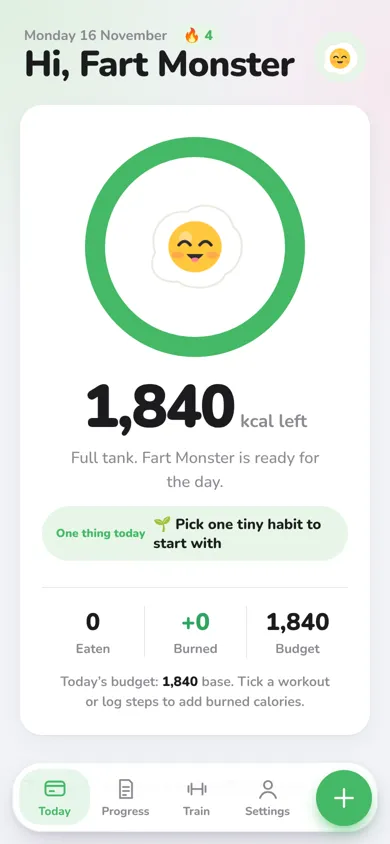 Monday 16 November 🔥 4
Hi, Fart Monster
1,840 kcal left
Full tank. Fart Monster is ready for
the day.
One thing today 🌱 Pick one tiny habit to
start with
0 +0 1,840
Eaten Burned Budget
Today's budget: 1,840 base. Tick a workout
or log steps to add burned calories.
Today Progress Train Settings